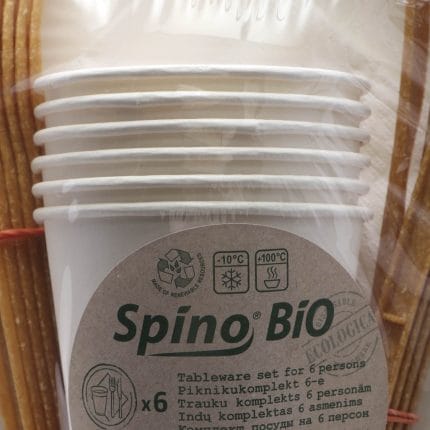 MADE OF RENEWABLE RESOURCES
-10°C
+100°C
Spino® BiO
ECOLOGICAL
x6
Tableware set for 6 persons
Piknikukomplekt 6-e
Trauku komplekts 6 personām
Indų komplektas 6 asmenims
Комплект посуды на 6 персон